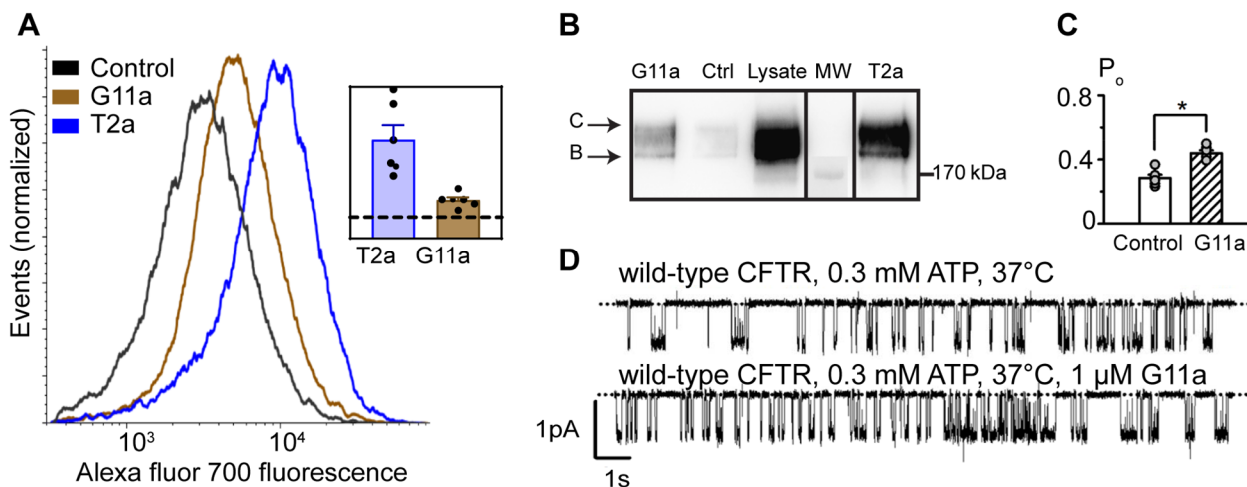 A
Control
G11a
T2a
Events (normalized)
T2a G11a
10³ 10⁴
Alexa fluor 700 fluorescence
B
G11a Ctrl Lysate MW T2a
C
B
170 kDa
C
Pₒ
0.8
*
0.4
0
Control G11a
D
wild-type CFTR, 0.3 mM ATP, 37°C
wild-type CFTR, 0.3 mM ATP, 37°C, 1 µM G11a
1pA
1s